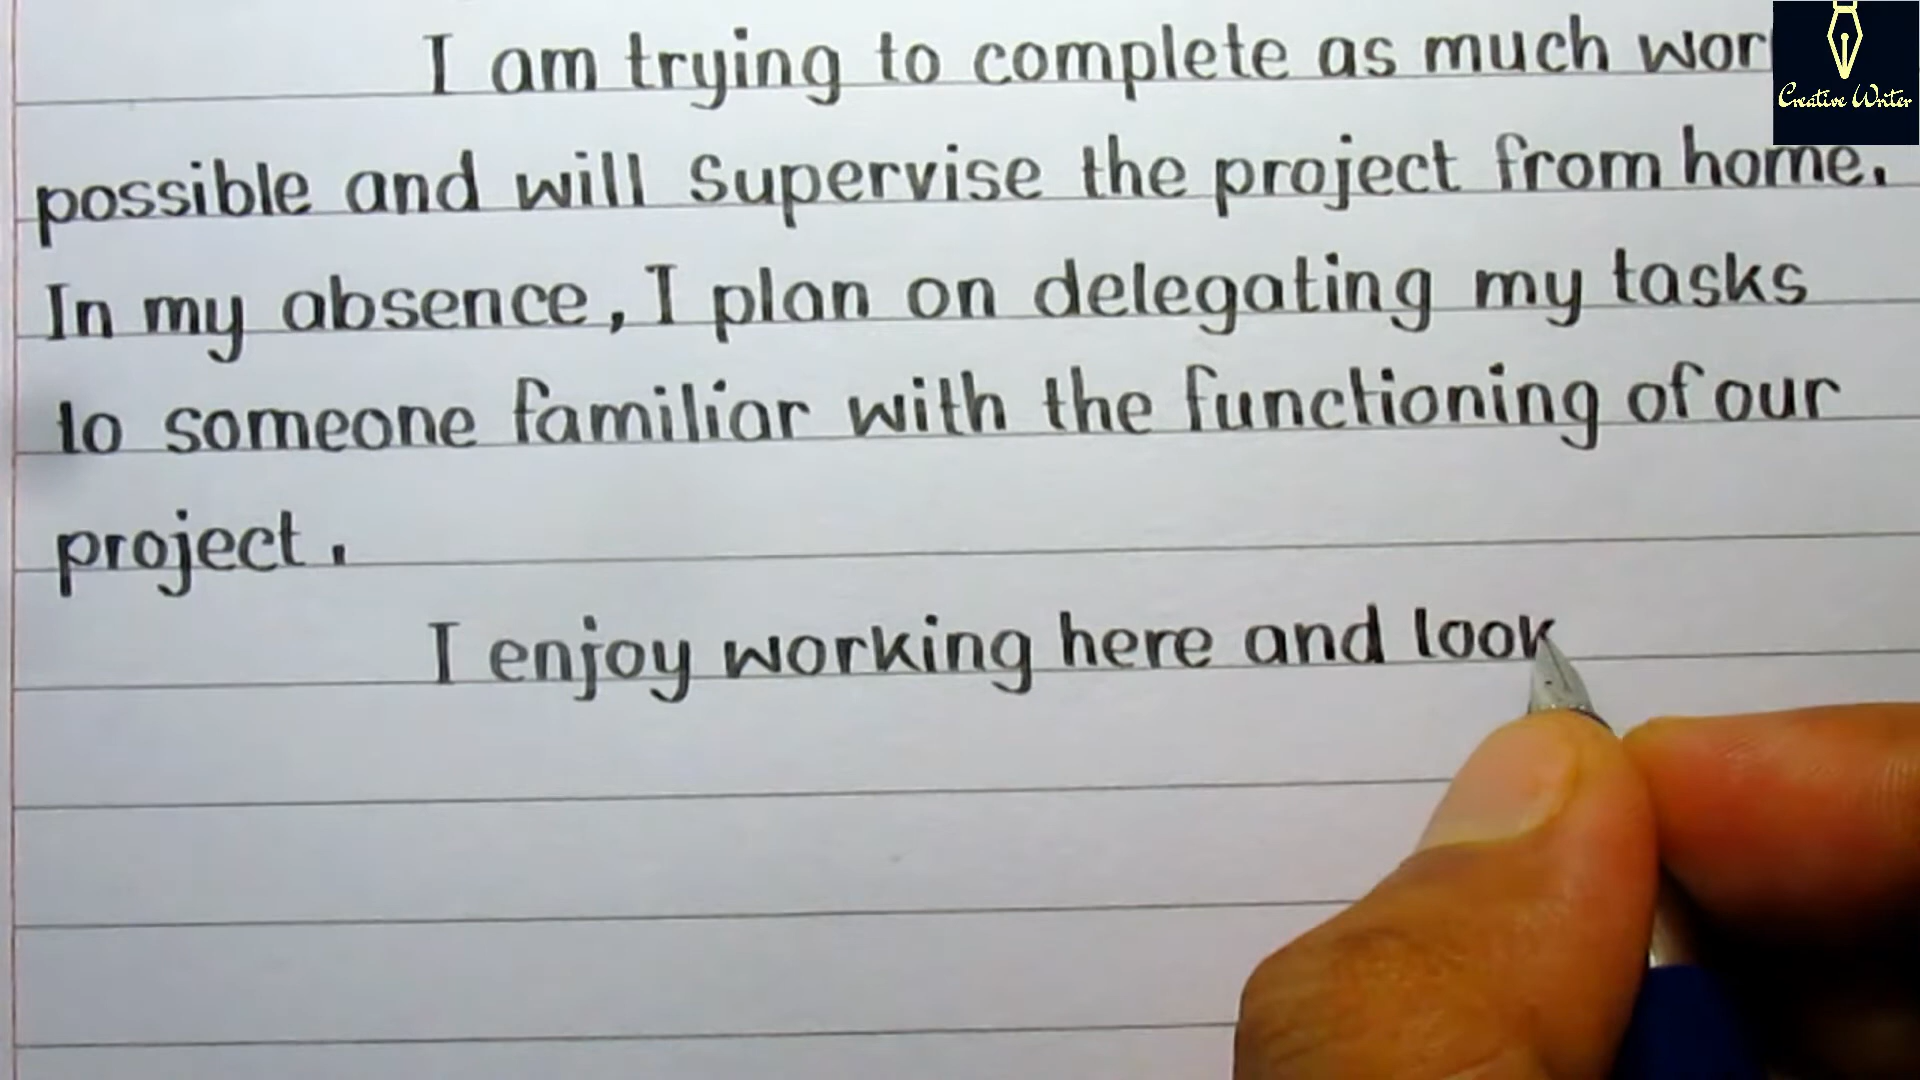 I am trying to complete as much
possible and will supervise the project from home.
In my absence, I plan on delegating my tasks
to someone familiar with the functioning of our
project.
I enjoy working here and look
Creative Writer